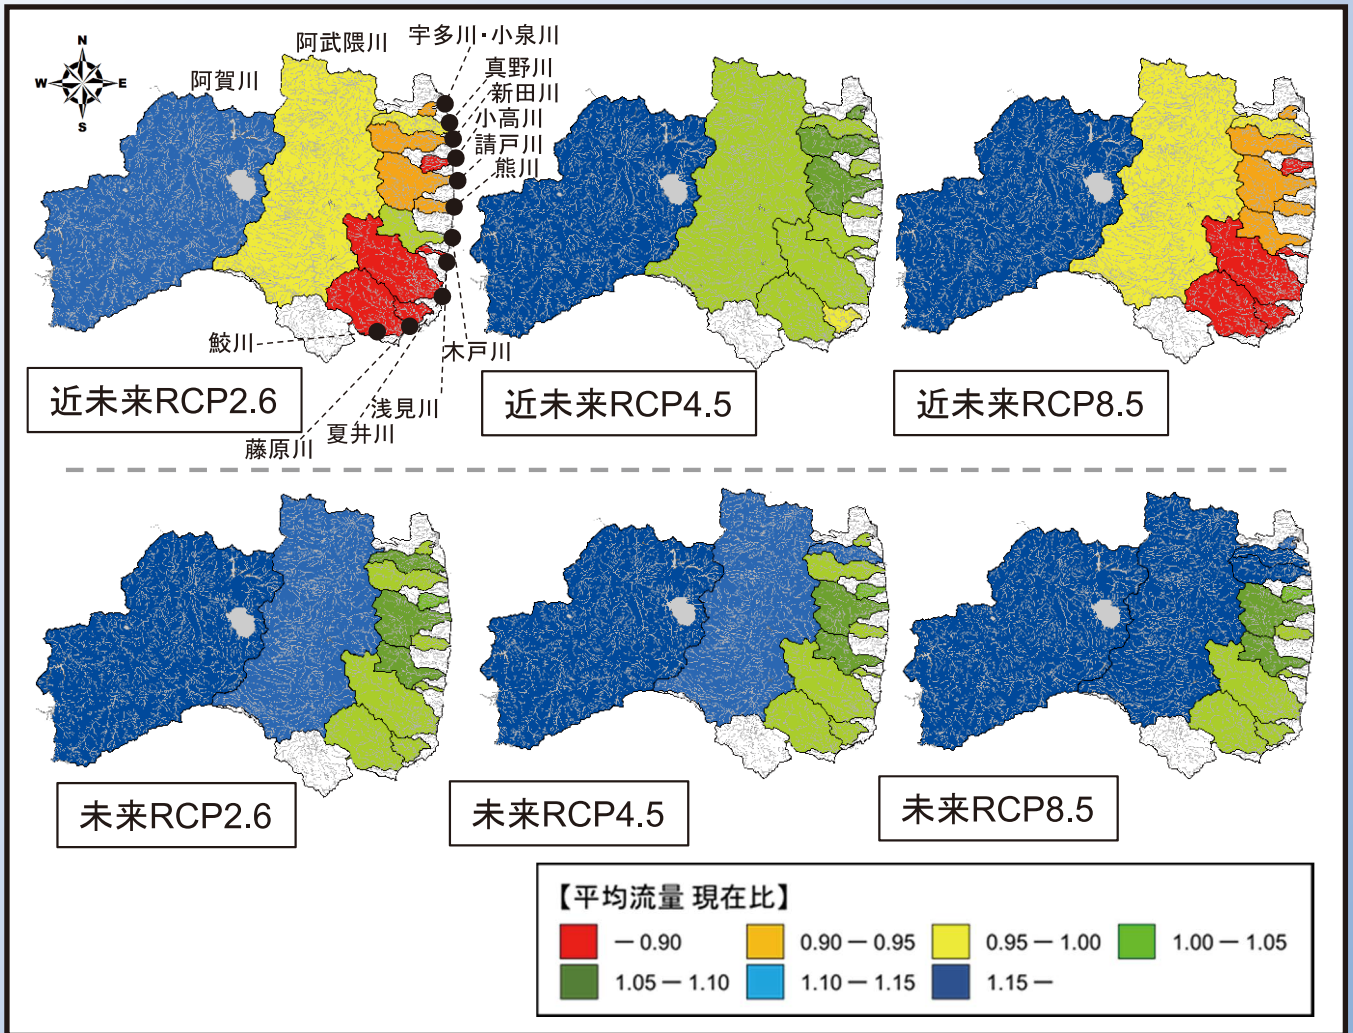 N
W E
S
阿賀川
阿武隈川
宇多川・小泉川
真野川
新田川
小高川
請戸川
熊川
木戸川
浅見川
夏井川
藤原川
鮫川
近未来RCP2.6
近未来RCP4.5
近未来RCP8.5
未来RCP2.6
未来RCP4.5
未来RCP8.5
【平均流量 現在比】
— 0.90
0.90 — 0.95
0.95 — 1.00
1.00 — 1.05
1.05 — 1.10
1.10 — 1.15
1.15 —